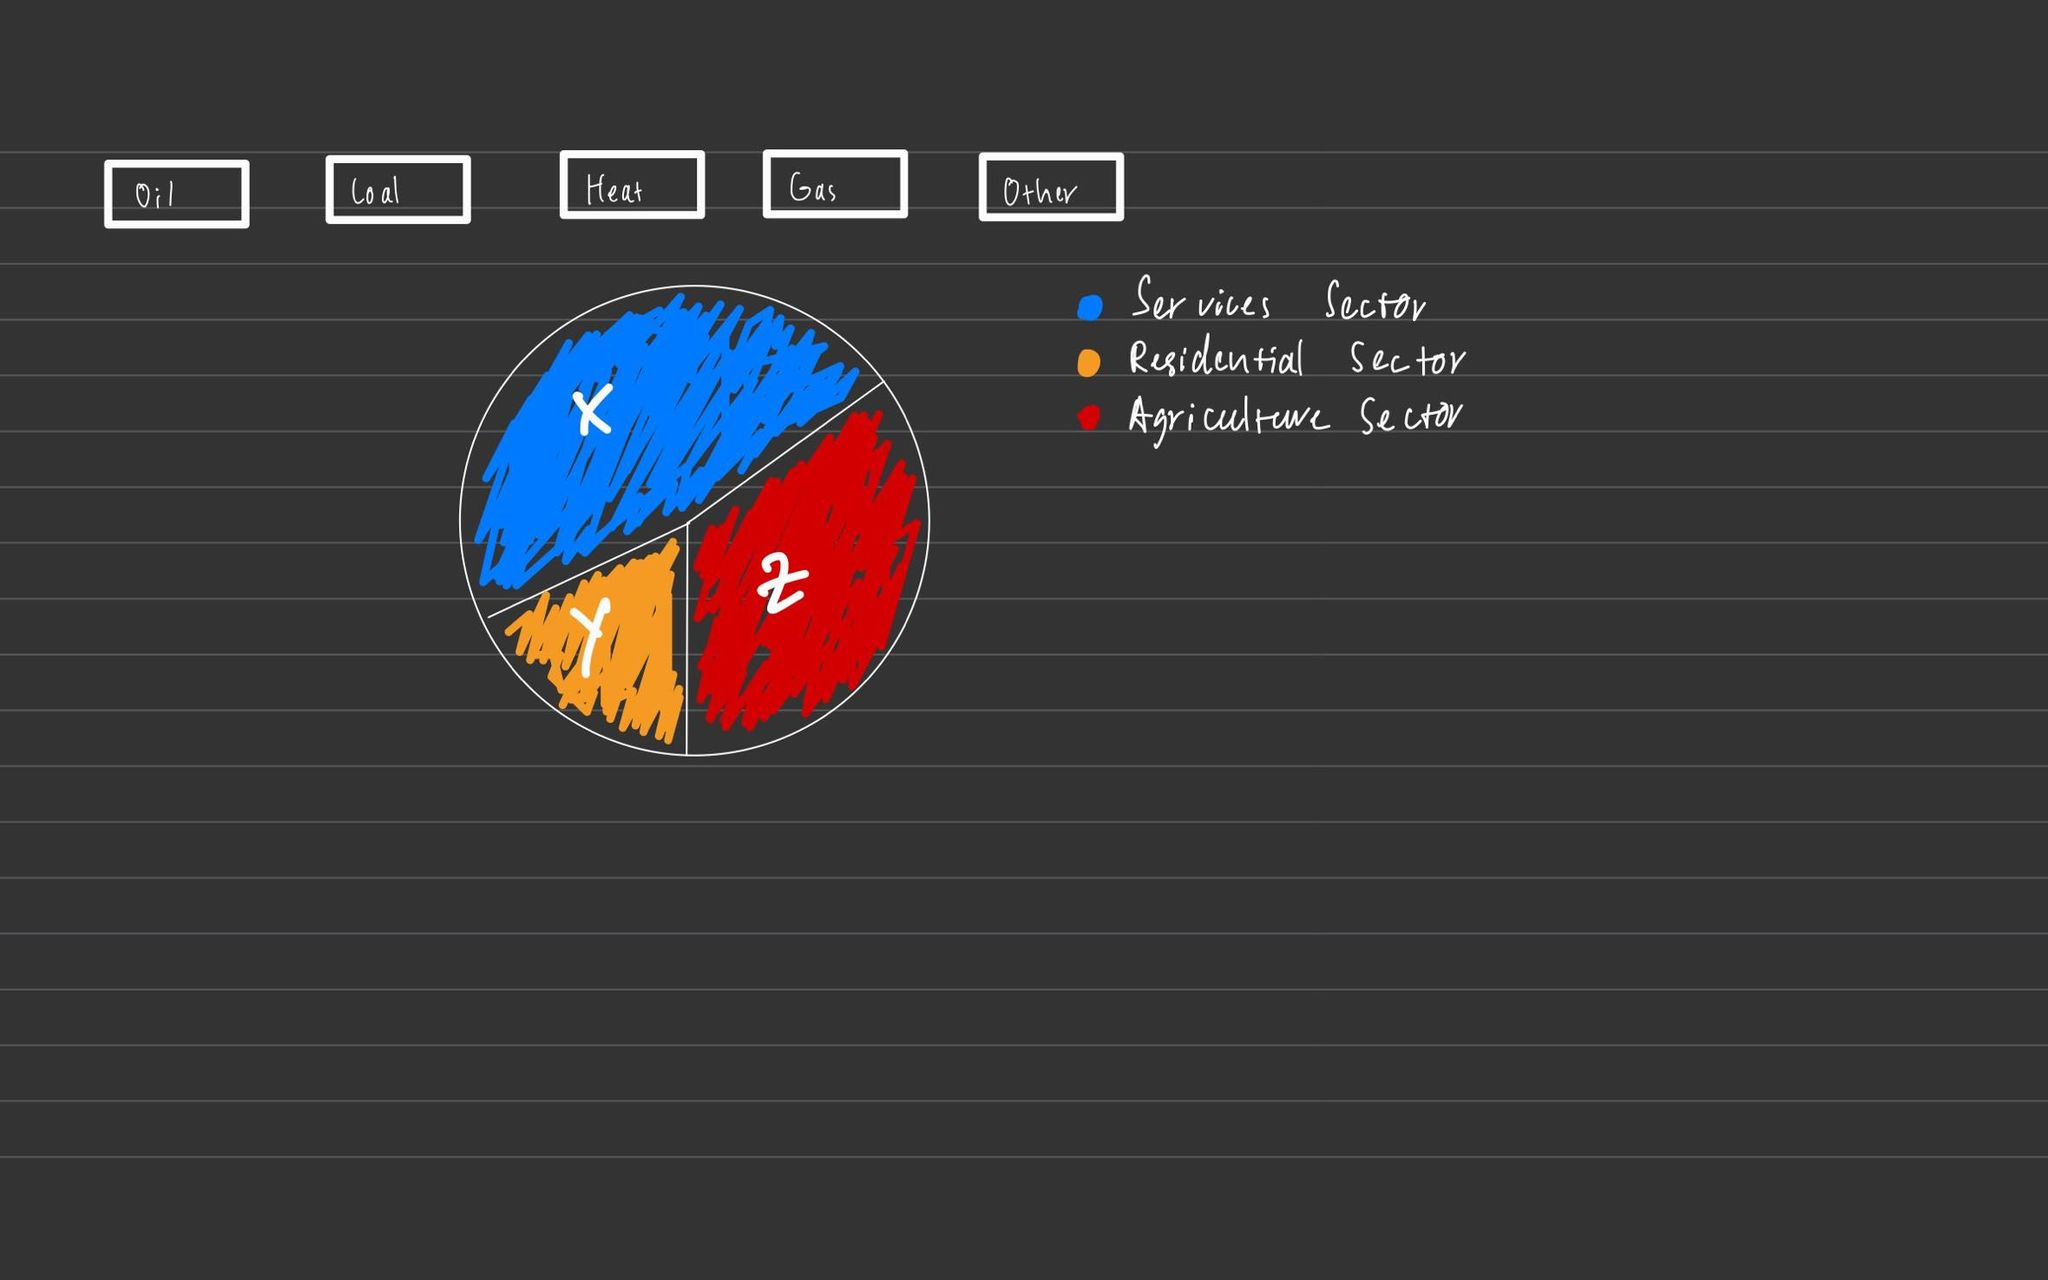 Oil Coal Heat Gas Other
Services Sector
Residential Sector
Agriculture Sector
X
Z
Y